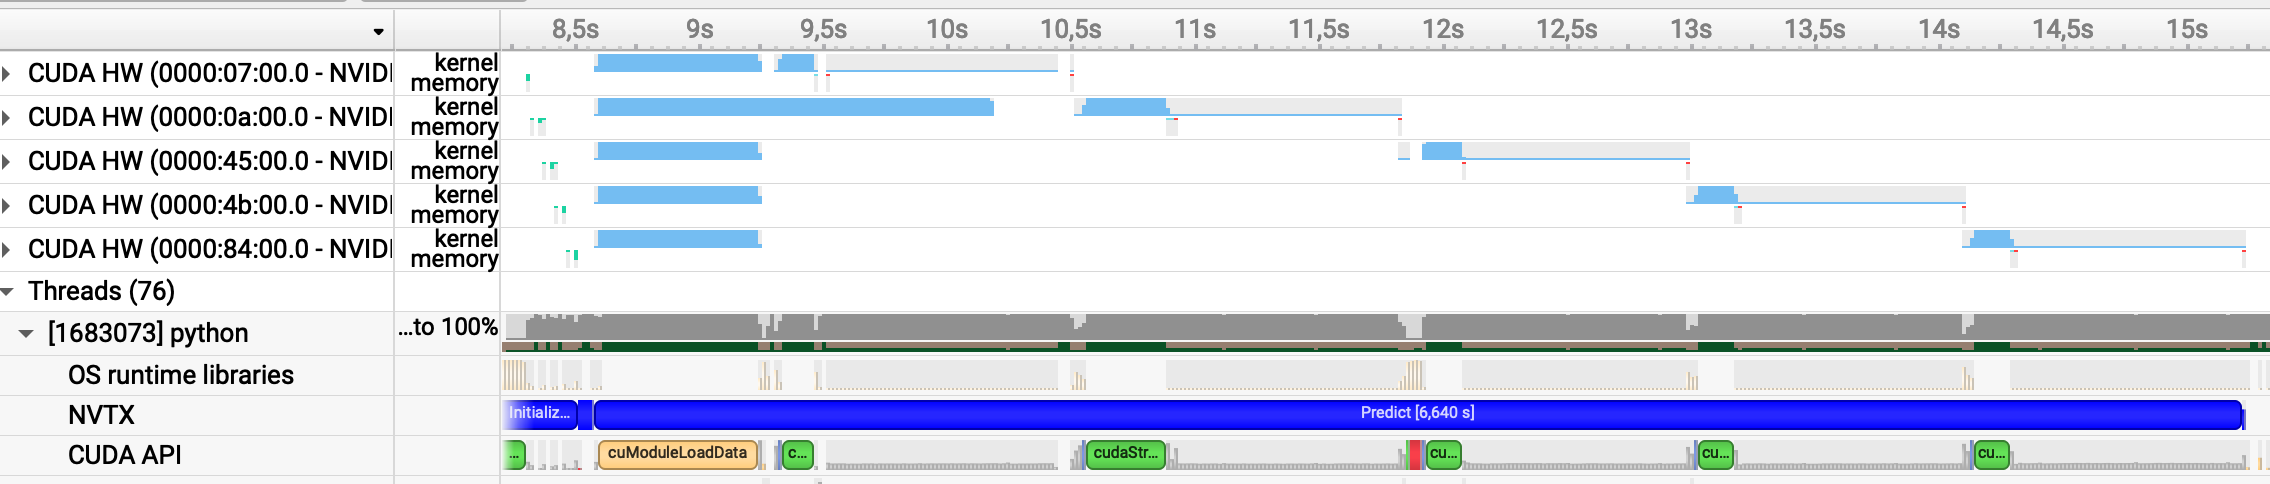 8,5s 9s 9,5s 10s 10,5s 11s 11,5s 12s 12,5s 13s 13,5s 14s 14,5s 15s
CUDA HW (0000:07:00.0 - NVIDI kernel
memory
CUDA HW (0000:0a:00.0 - NVIDI kernel
memory
CUDA HW (0000:45:00.0 - NVIDI kernel
memory
CUDA HW (0000:4b:00.0 - NVIDI kernel
memory
CUDA HW (0000:84:00.0 - NVIDI kernel
memory
Threads (76)
[1683073] python ...to 100%
OS runtime libraries
NVTX Initializ... Predict [6,640 s]
CUDA API ... cuModuleLoadData c... cudaStr... cu... cu... cu...